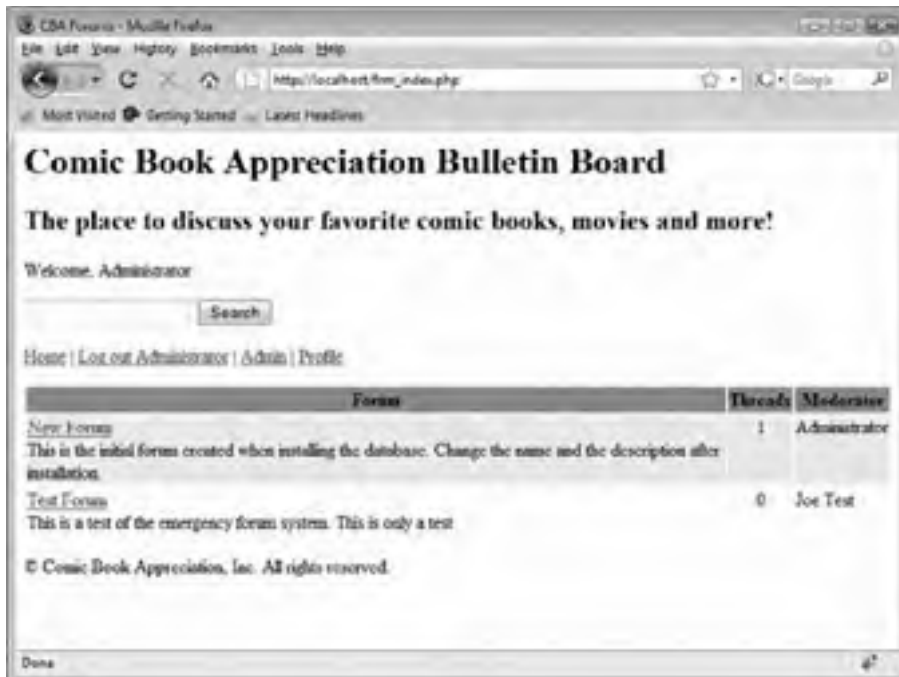 CBA Forums - Mozilla Firefox
File Edit View History Bookmarks Tools Help
http://localhost/frm_index.php
Google
Most Visited Getting Started Latest Headlines
Comic Book Appreciation Bulletin Board
The place to discuss your favorite comic books, movies and more!
Welcome, Administrator
Search
Home | Log out Administrator | Admin | Profile
Forum Threads Moderator
New Forum 1 Administrator
This is the initial forum created when installing the database. Change the name and the description after
installation.
Test Forum 0 Joe Test
This is a test of the emergency forum system. This is only a test
© Comic Book Appreciation, Inc. All rights reserved.
Done